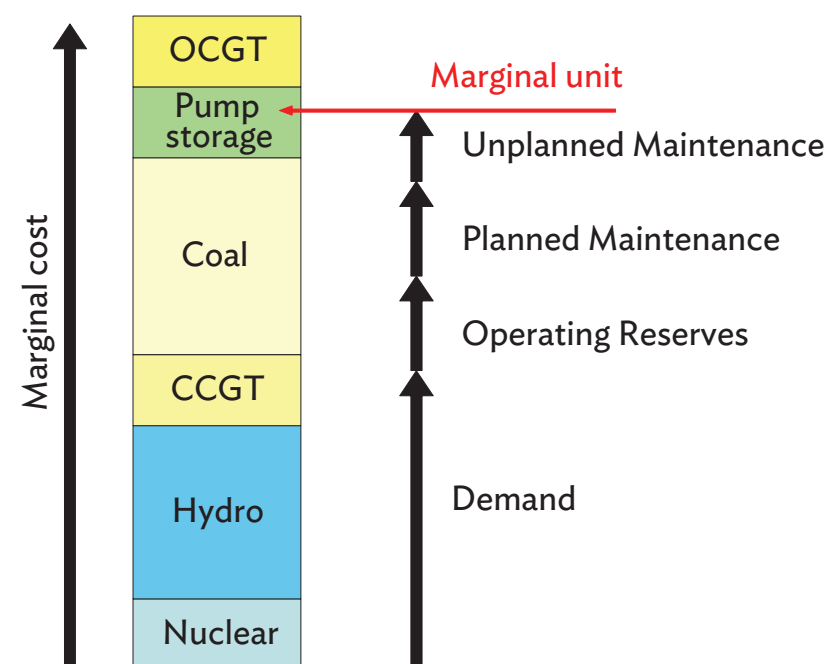 OCGT
Marginal unit
Pump
storage
Unplanned Maintenance
Planned Maintenance
Coal
Marginal cost
Operating Reserves
CCGT
Demand
Hydro
Nuclear